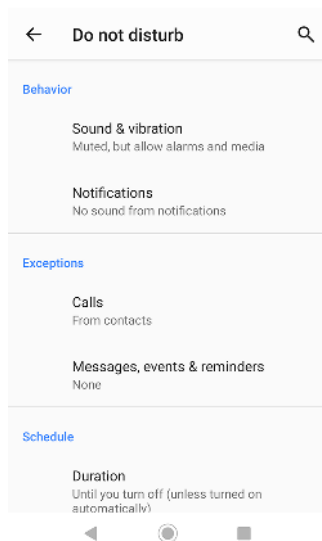 Do not disturb
Behavior
Sound & vibration
Muted, but allow alarms and media
Notifications
No sound from notifications
Exceptions
Calls
From contacts
Messages, events & reminders
None
Schedule
Duration
Until you turn off (unless turned on
automatically)